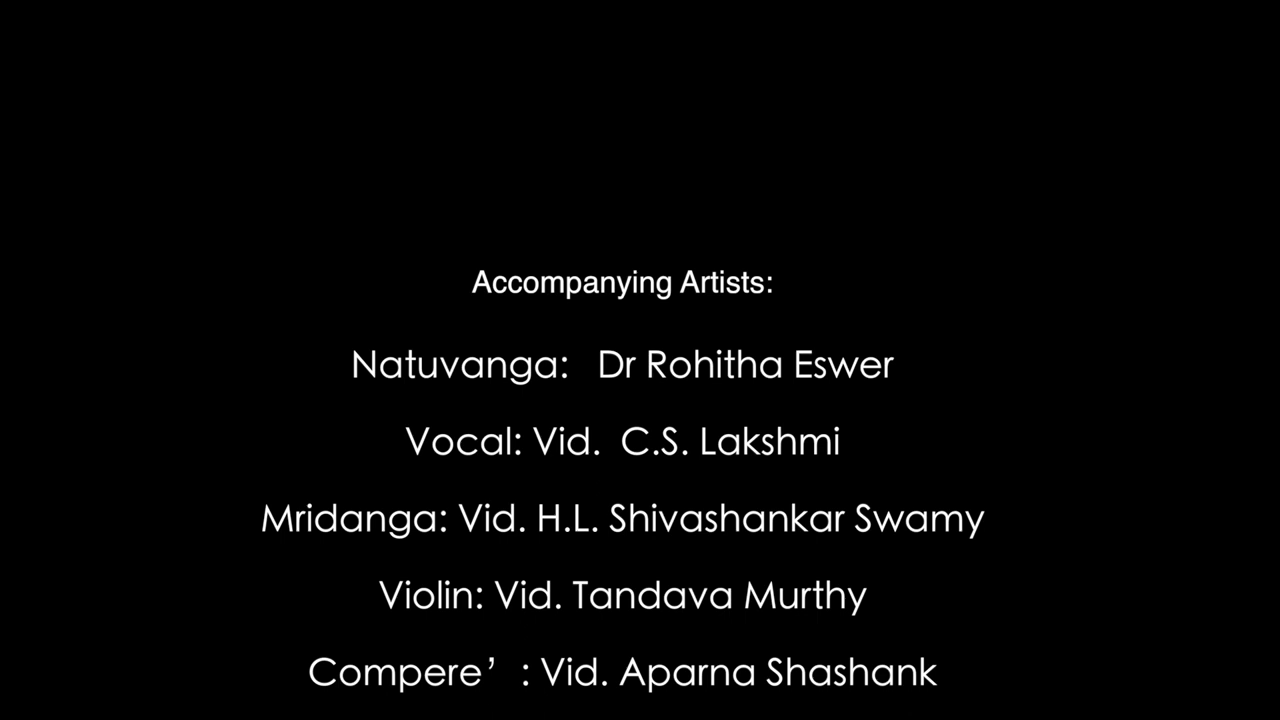 Accompanying Artists:
Natuvanga: Dr Rohitha Eswer
Vocal: Vid. C.S. Lakshmi
Mridanga: Vid. H.L. Shivashankar Swamy
Violin: Vid. Tandava Murthy
Compere’ : Vid. Aparna Shashank